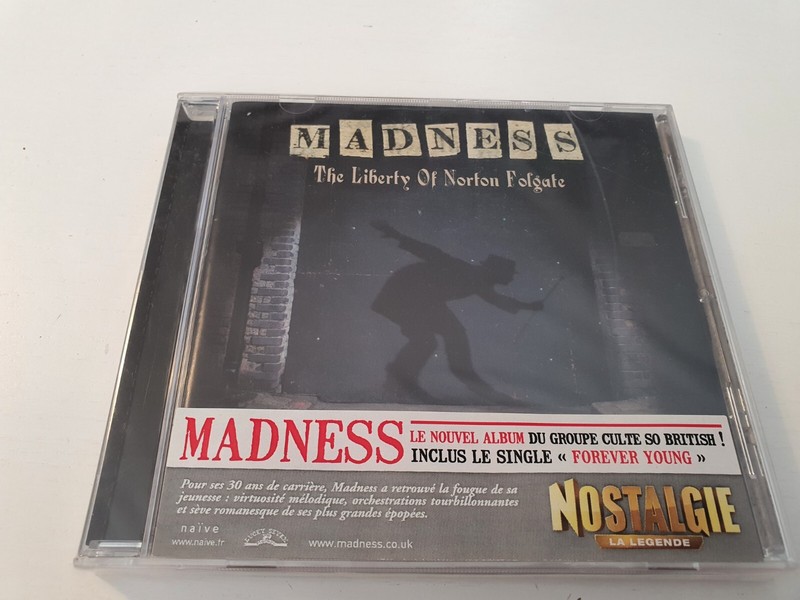 MADNESS
The Liberty Of Norton Folgate
MADNESS
LE NOUVEL ALBUM DU GROUPE CULTE SO BRITISH !
INCLUS LE SINGLE « FOREVER YOUNG »
Pour ses 30 ans de carrière, Madness a retrouvé la fougue de sa
jeunesse : virtuosité mélodique, orchestrations tourbillonnantes
et sève romanesque de ses plus grandes épopées.
naïve
www.naive.fr
LUCKY SEVEN
www.madness.co.uk
NOSTALGIE
LA LEGENDE